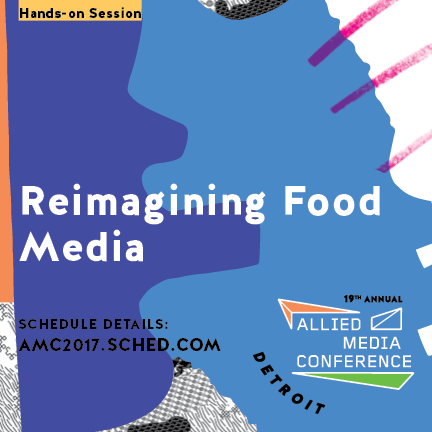 Hands-on Session
Reimagining Food
Media
SCHEDULE DETAILS:
AMC2017.SCHED.COM
19TH ANNUAL
ALLIED
MEDIA
CONFERENCE
DETROIT